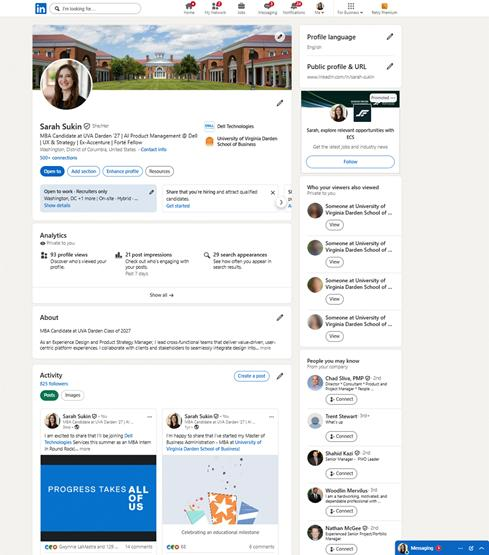 in
I'm looking for...
Home
My Network
Jobs
Messaging
Notifications
Me
For Business
Retry Premium
Sarah Sukin She/Her
MBA Candidate at UVA Darden '27 | AI Product Management @ Dell
| UX & Strategy | Ex-Accenture | Forté Fellow
Washington, District of Columbia, United States · Contact info
500+ connections
DELL Dell Technologies
University of Virginia Darden
School of Business
Open to
Add section
Enhance profile
Resources
Open to work · Recruiters only
Washington, DC +1 more | On-site · Hybrid · ...
Show details
Share that you're hiring and attract qualified
candidates.
Get started
Analytics
Private to you
93 profile views
Discover who's viewed your
profile.
21 post impressions
Check out who's engaging with
your posts.
Past 7 days
29 search appearances
See how often you appear in
search results.
Show all →
About
MBA Candidate at UVA Darden Class of 2027
As an Experience Design and Product Strategy Manager, I lead cross-functional teams that deliver value-driven, user-
centric platform experiences. I collaborate with clients and stakeholders to seamlessly integrate design into... more
Activity
825 followers
Create a post
Posts
Images
Sarah Sukin · You
MBA Candidate at UVA Darden '27 | AI...
I am excited to share that I'll be joining Dell
Technologies Services this summer as an MBA Intern
in Round Rock!... more
PROGRESS TAKES ALL
OF
US
Gwynne LaMastra and 129 ...
14 comments
Sarah Sukin · You
MBA Candidate at UVA Darden '27 | AI...
I'm happy to share that I've started my Master of
Business Administration - MBA at University of
Virginia Darden School of Business!
Celebrating an educational milestone
68
6 comments
Profile language
English
Public profile & URL
www.linkedin.com/in/sarah-sukin
Promoted
Sarah, explore relevant opportunities with
ECS
Get the latest jobs and industry news
Follow
Who your viewers also viewed
Private to you
Someone at University of
Virginia Darden School of ...
View
Someone at University of
Virginia Darden School of ...
View
Someone at University of
Virginia Darden School of ...
View
Someone at University of
Virginia Darden School of ...
View
People you may know
From your company
Chad Sliva, PMP · 2nd
Director * Consultant * Product and
Project Manager * People ...
Connect
Trent Stewart · 3rd+
What's up
Connect
Shahid Kazi · 2nd
Senior Manager - PMO Leader
Connect
Woodlin Mervilus · 3rd
I am a hardworking, motivated, and
dependable professional with ...
Connect
Nathan McGee · 2nd
Experienced Senior Project/Portfolio
Manager
Connect
Messaging